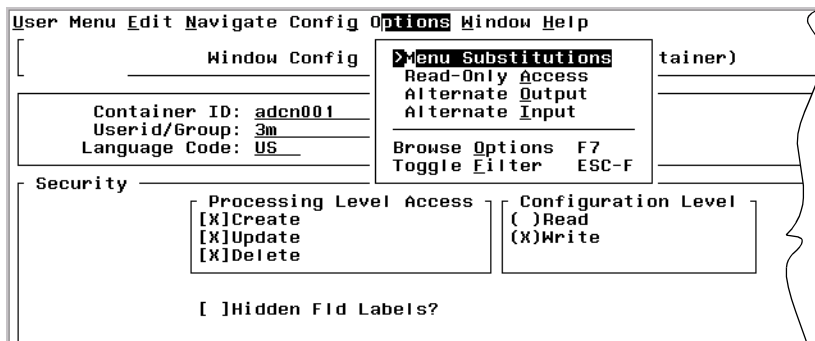 User Menu Edit Navigate Config Options Window Help
Window Config
tainer)
>Menu Substitutions
Read-Only Access
Alternate Output
Alternate Input
Browse Options F7
Toggle Filter ESC-F
Container ID: adcn001
Userid/Group: 3m
Language Code: US
Security
Processing Level Access
[X]Create
[X]Update
[X]Delete
Configuration Level
( )Read
(X)Write
[ ]Hidden Fld Labels?